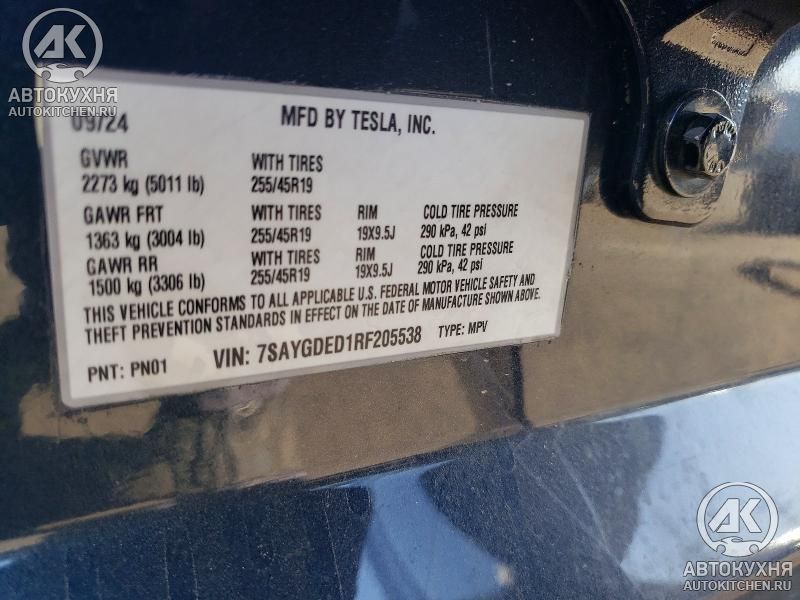 AK
АВТОКУХНЯ
AUTOKITCHEN.RU
09/24 MFD BY TESLA, INC.
GVWR WITH TIRES
2273 kg (5011 lb) 255/45R19
GAWR FRT WITH TIRES RIM COLD TIRE PRESSURE
1363 kg (3004 lb) 255/45R19 19X9.5J 290 kPa, 42 psi
GAWR RR WITH TIRES RIM COLD TIRE PRESSURE
1500 kg (3306 lb) 255/45R19 19X9.5J 290 kPa, 42 psi
THIS VEHICLE CONFORMS TO ALL APPLICABLE U.S. FEDERAL MOTOR VEHICLE SAFETY AND
THEFT PREVENTION STANDARDS IN EFFECT ON THE DATE OF MANUFACTURE SHOWN ABOVE.
PNT: PN01 VIN: 7SAYGDED1RF205538 TYPE: MPV
AK
АВТОКУХНЯ
AUTOKITCHEN.RU